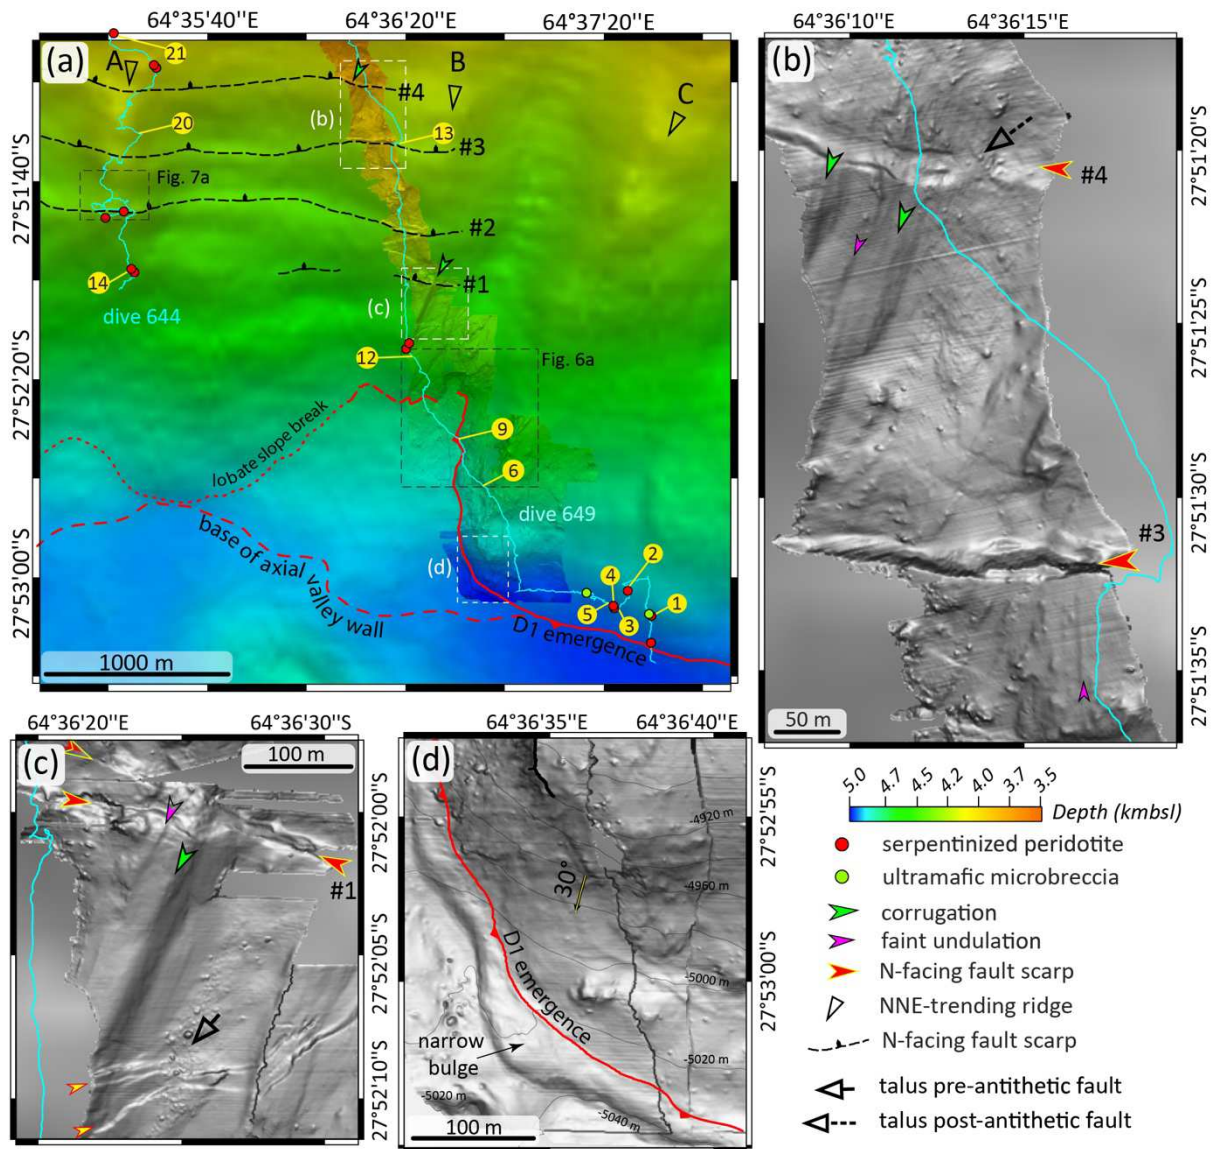 64°35'40''E
64°36'20''E
64°37'20''E
(a)
21
A
B
C
#4
(b)
20
13
#3
Fig. 7a
#2
14
#1
dive 644
(c)
12
Fig. 6a
lobate slope break
9
6
dive 649
base of axial valley wall
(d)
2
4
1
5
3
D1 emergence
1000 m
27°51'40''S
27°52'20''S
27°53'00''S
64°36'10''E
64°36'15''E
(b)
#4
#3
50 m
27°51'20''S
27°51'25''S
27°51'30''S
27°51'35''S
64°36'20''E
64°36'30''S
(c)
100 m
#1
27°52'00''S
27°52'05''S
27°52'10''S
64°36'35''E
64°36'40''E
(d)
-4920 m
30°
-4960 m
D1 emergence
-5000 m
narrow
bulge
-5020 m
-5020 m
-5040 m
100 m
27°52'55''S
27°53'00''S
5.0
4.7
4.5
4.2
4.0
3.7
3.5
Depth (kmbsl)
serpentinized peridotite
ultramafic microbreccia
corrugation
faint undulation
N-facing fault scarp
NNE-trending ridge
N-facing fault scarp
talus pre-antithetic fault
talus post-antithetic fault